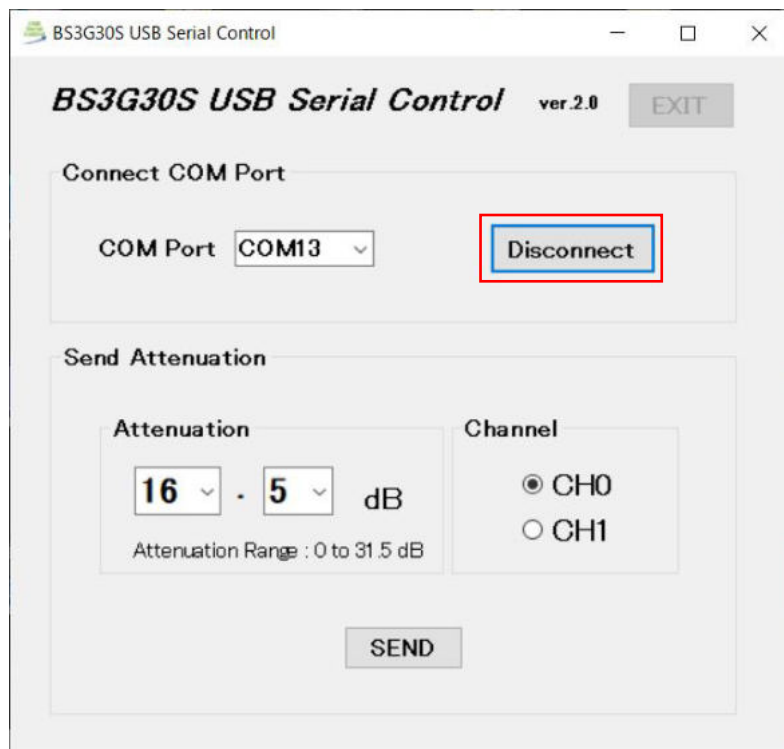 BS3G30S USB Serial Control
BS3G30S USB Serial Control ver.2.0 EXIT
Connect COM Port
COM Port COM13 Disconnect
Send Attenuation
Attenuation Channel
16 . 5 dB CH0
CH1
Attenuation Range : 0 to 31.5 dB
SEND